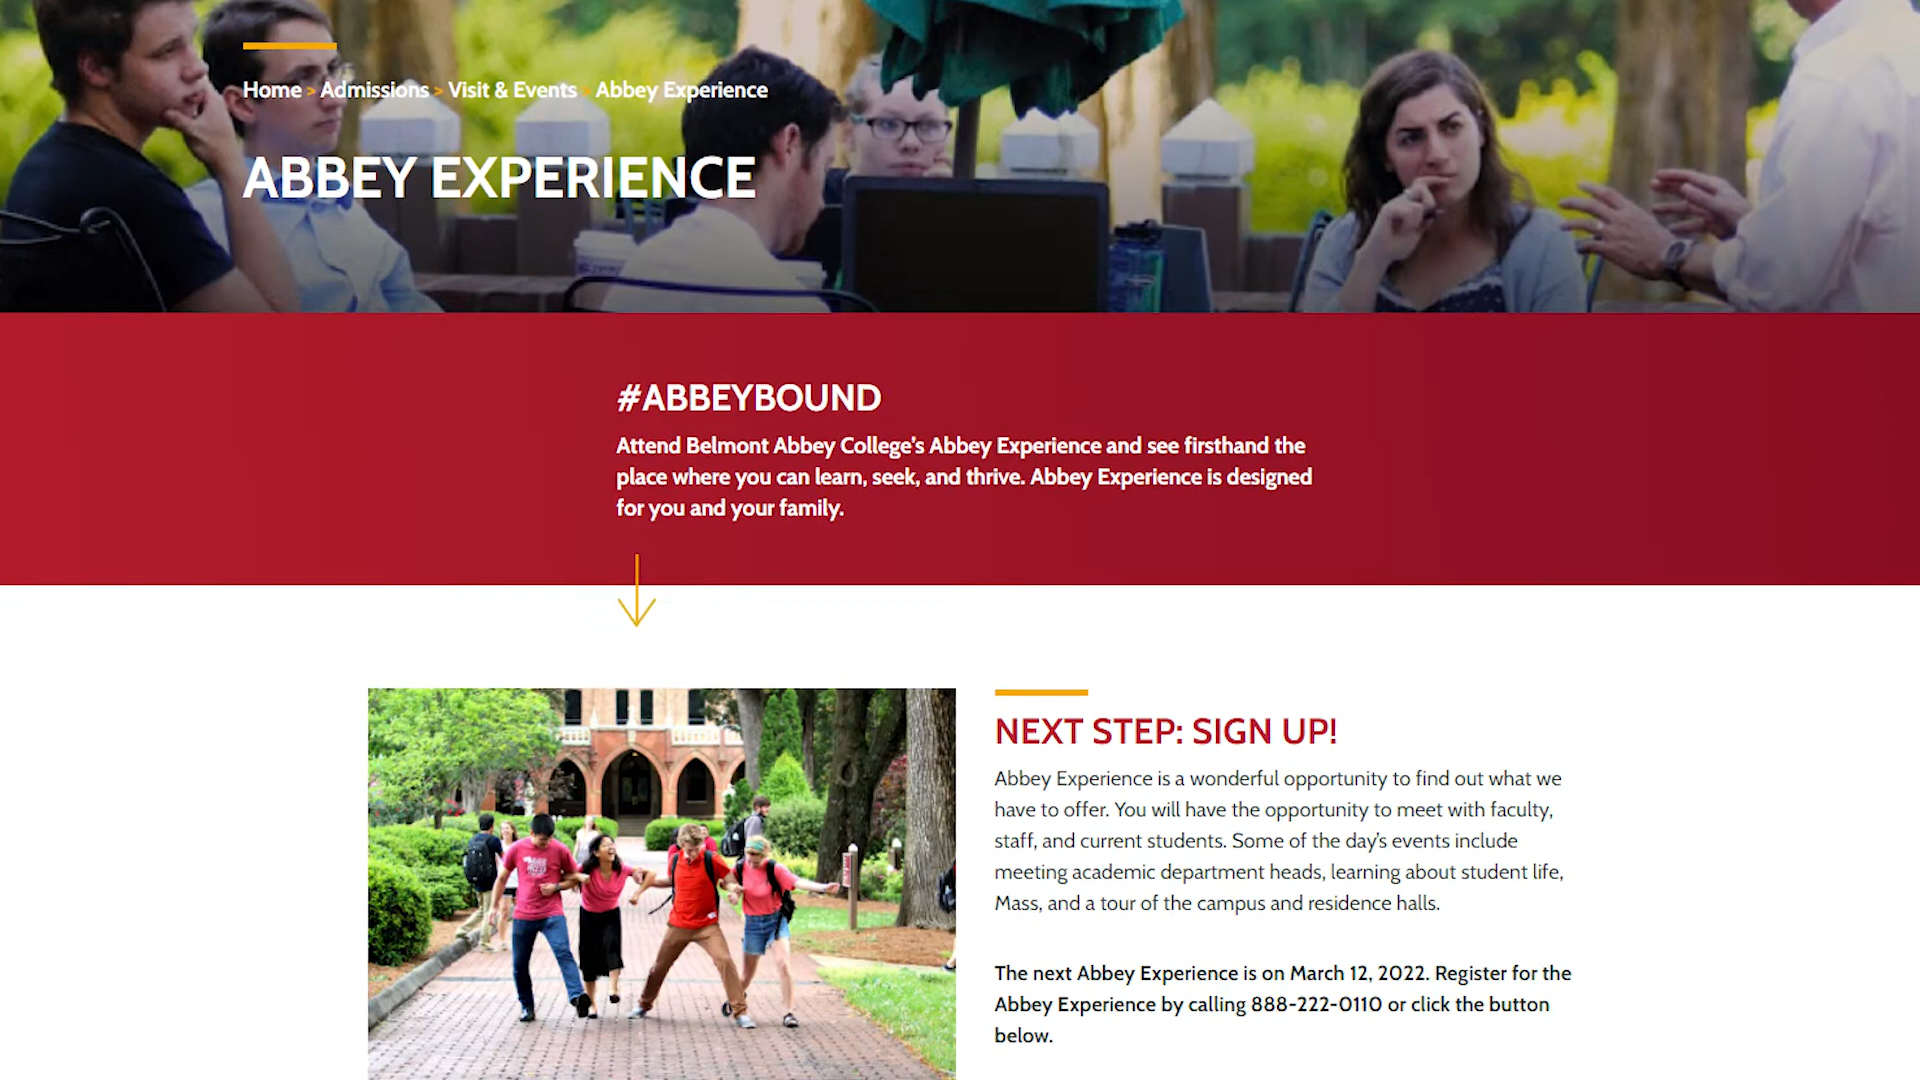 Home > Admissions > Visit & Events > Abbey Experience
ABBEY EXPERIENCE
#ABBEYBOUND
Attend Belmont Abbey College's Abbey Experience and see firsthand the
place where you can learn, seek, and thrive. Abbey Experience is designed
for you and your family.
NEXT STEP: SIGN UP!
Abbey Experience is a wonderful opportunity to find out what we
have to offer. You will have the opportunity to meet with faculty,
staff, and current students. Some of the day's events include
meeting academic department heads, learning about student life,
Mass, and a tour of the campus and residence halls.
The next Abbey Experience is on March 12, 2022. Register for the
Abbey Experience by calling 888-222-0110 or click the button
below.